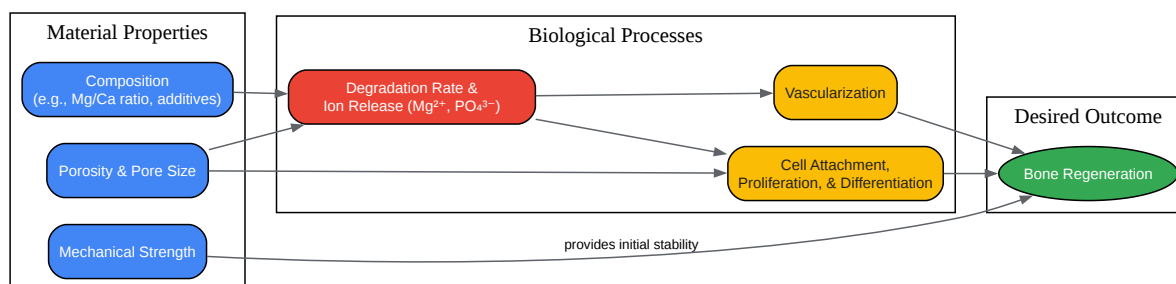 Material Properties
Composition
(e.g., Mg/Ca ratio, additives)
Porosity & Pore Size
Mechanical Strength
Biological Processes
Degradation Rate &
Ion Release (Mg²⁺, PO₄³⁻)
Vascularization
Cell Attachment,
Proliferation, & Differentiation
provides initial stability
Desired Outcome
Bone Regeneration